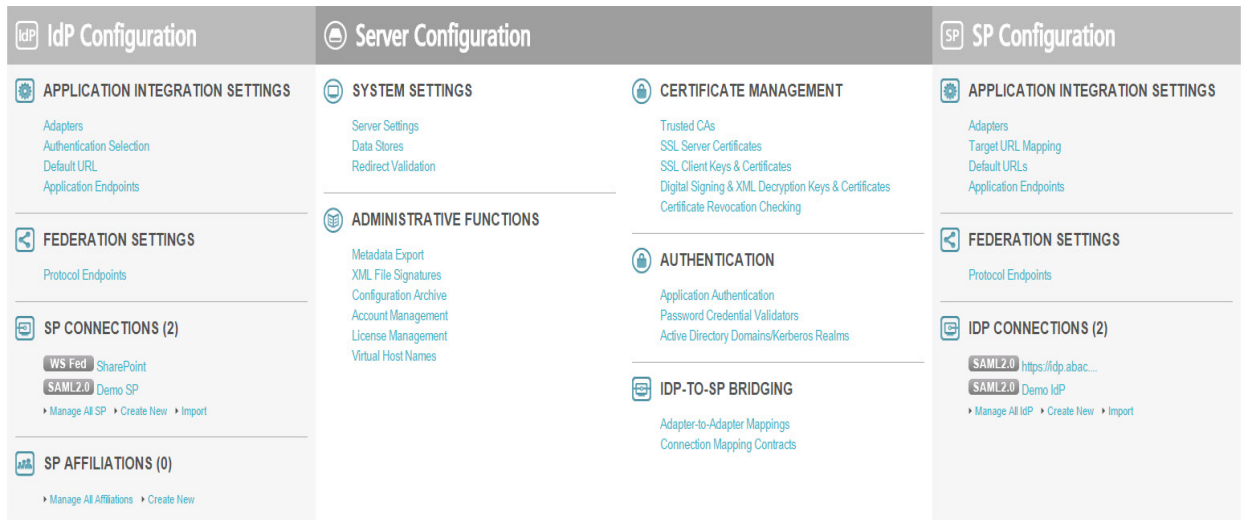 IdP IdP Configuration
APPLICATION INTEGRATION SETTINGS
Adapters
Authentication Selection
Default URL
Application Endpoints
FEDERATION SETTINGS
Protocol Endpoints
SP CONNECTIONS (2)
WS Fed SharePoint
SAML2.0 Demo SP
Manage All SP Create New Import
SP AFFILIATIONS (0)
Manage All Affiliations Create New
Server Configuration
SYSTEM SETTINGS
Server Settings
Data Stores
Redirect Validation
ADMINISTRATIVE FUNCTIONS
Metadata Export
XML File Signatures
Configuration Archive
Account Management
License Management
Virtual Host Names
CERTIFICATE MANAGEMENT
Trusted CAs
SSL Server Certificates
SSL Client Keys & Certificates
Digital Signing & XML Decryption Keys & Certificates
Certificate Revocation Checking
AUTHENTICATION
Application Authentication
Password Credential Validators
Active Directory Domains/Kerberos Realms
IDP-TO-SP BRIDGING
Adapter-to-Adapter Mappings
Connection Mapping Contracts
SP SP Configuration
APPLICATION INTEGRATION SETTINGS
Adapters
Target URL Mapping
Default URLs
Application Endpoints
FEDERATION SETTINGS
Protocol Endpoints
IDP CONNECTIONS (2)
SAML2.0 https://idp.abac....
SAML2.0 Demo IdP
Manage All IdP Create New Import